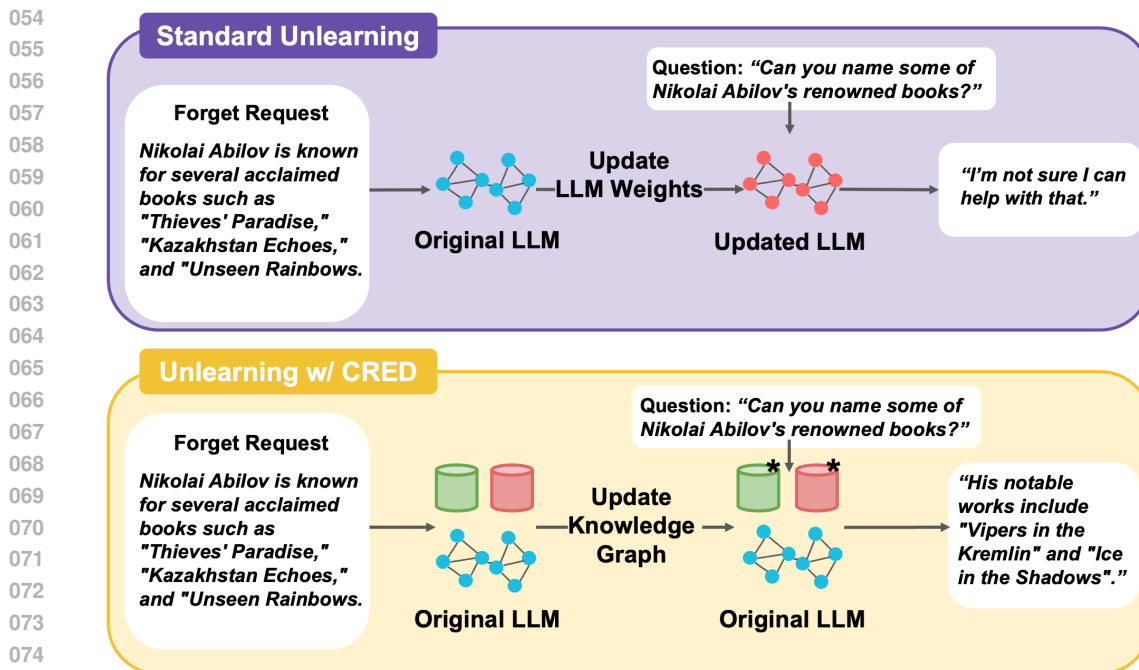 054
055
056
057
058
059
060
061
062
063
064
065
066
067
068
069
070
071
072
073
074
Standard Unlearning
Forget Request
Nikolai Abilov is known
for several acclaimed
books such as
"Thieves' Paradise,"
"Kazakhstan Echoes,"
and "Unseen Rainbows.
Original LLM
Update
LLM Weights
Question: “Can you name some of
Nikolai Abilov's renowned books?”
Updated LLM
“I’m not sure I can
help with that.”
Unlearning w/ CRED
Forget Request
Nikolai Abilov is known
for several acclaimed
books such as
"Thieves' Paradise,"
"Kazakhstan Echoes,"
and "Unseen Rainbows.
Original LLM
Update
Knowledge
Graph
Question: “Can you name some of
Nikolai Abilov's renowned books?”
* *
Original LLM
“His notable
works include
"Vipers in the
Kremlin" and "Ice
in the Shadows".”